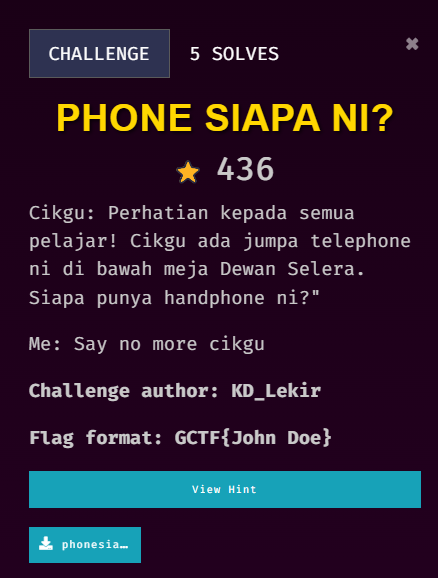 CHALLENGE 5 SOLVES
PHONE SIAPA NI?
436
Cikgu: Perhatian kepada semua
pelajar! Cikgu ada jumpa telephone
ni di bawah meja Dewan Selera.
Siapa punya handphone ni?"
Me: Say no more cikgu
Challenge author: KD_Lekir
Flag format: GCTF{John Doe}
View Hint
phonesia…